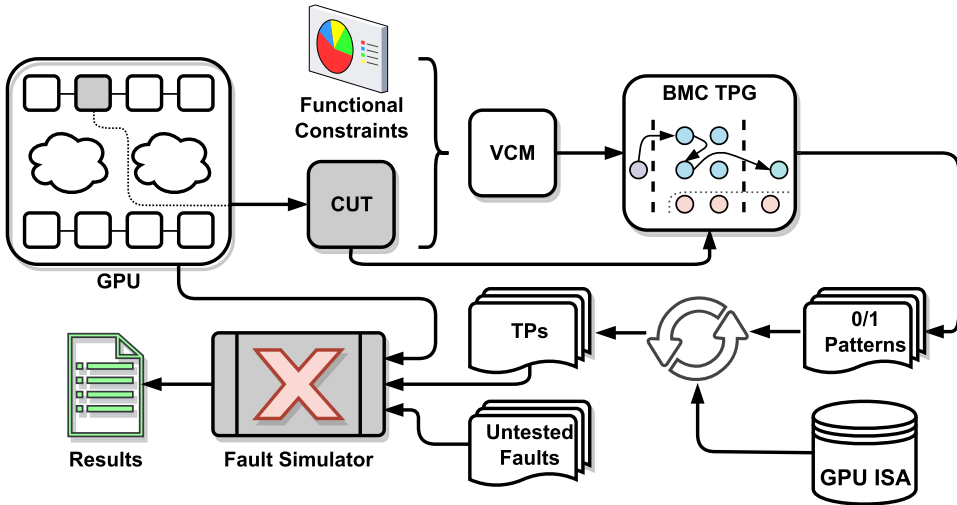 Functional
Constraints
CUT
VCM
BMC TPG
GPU
TPs
0/1
Patterns
Results
Fault Simulator
Untested
Faults
GPU ISA